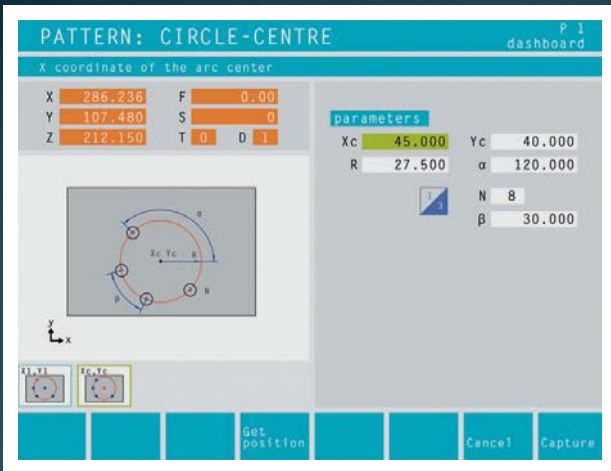 PATTERN: CIRCLE-CENTRE
P 1
dashboard
X coordinate of the arc center
X 286.236 F 0.00
Y 107.480 S 0
Z 212.150 T 0 D 1
parameters
Xc 45.000 Yc 40.000
R 27.500 α 120.000
1/3 N 8
β 30.000
α
Xc Yc R
β N
y
x
X1,Y1 Xc,Yc
Get position Cancel Capture